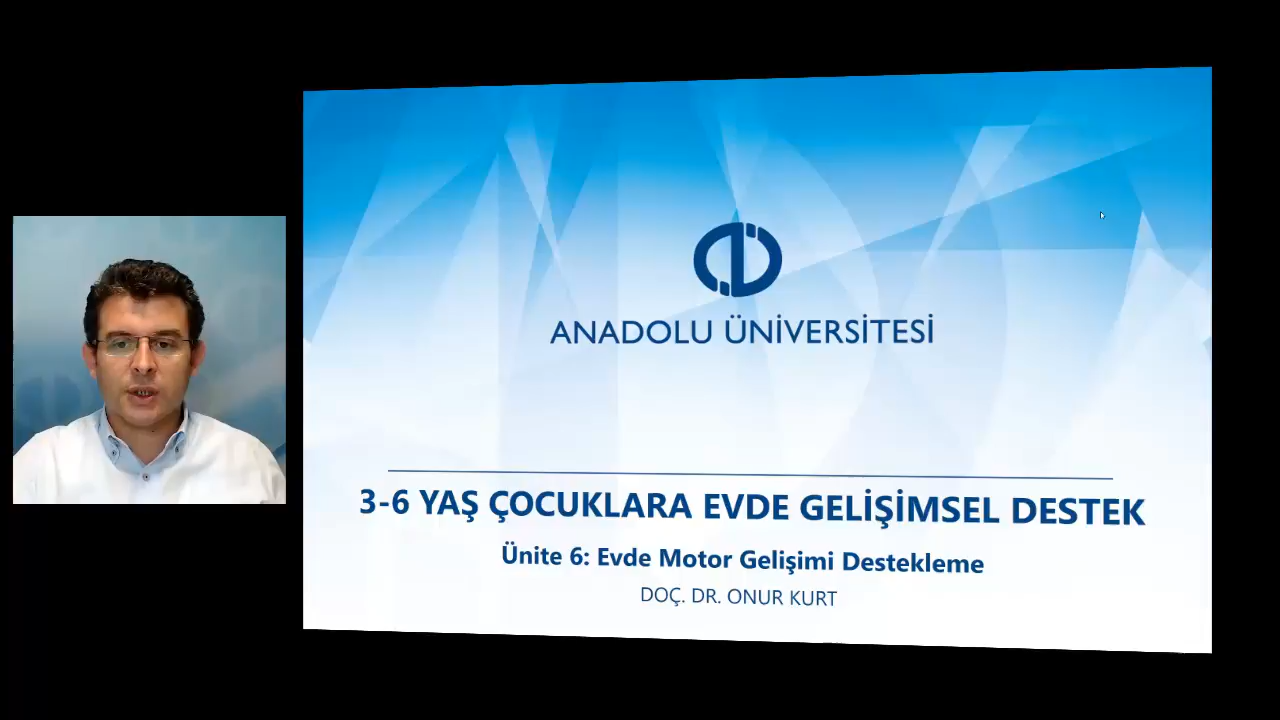 ANADOLU ÜNİVERSİTESİ
3-6 YAŞ ÇOCUKLARA EVDE GELİŞİMSEL DESTEK
Ünite 6: Evde Motor Gelişimi Destekleme
DOÇ. DR. ONUR KURT